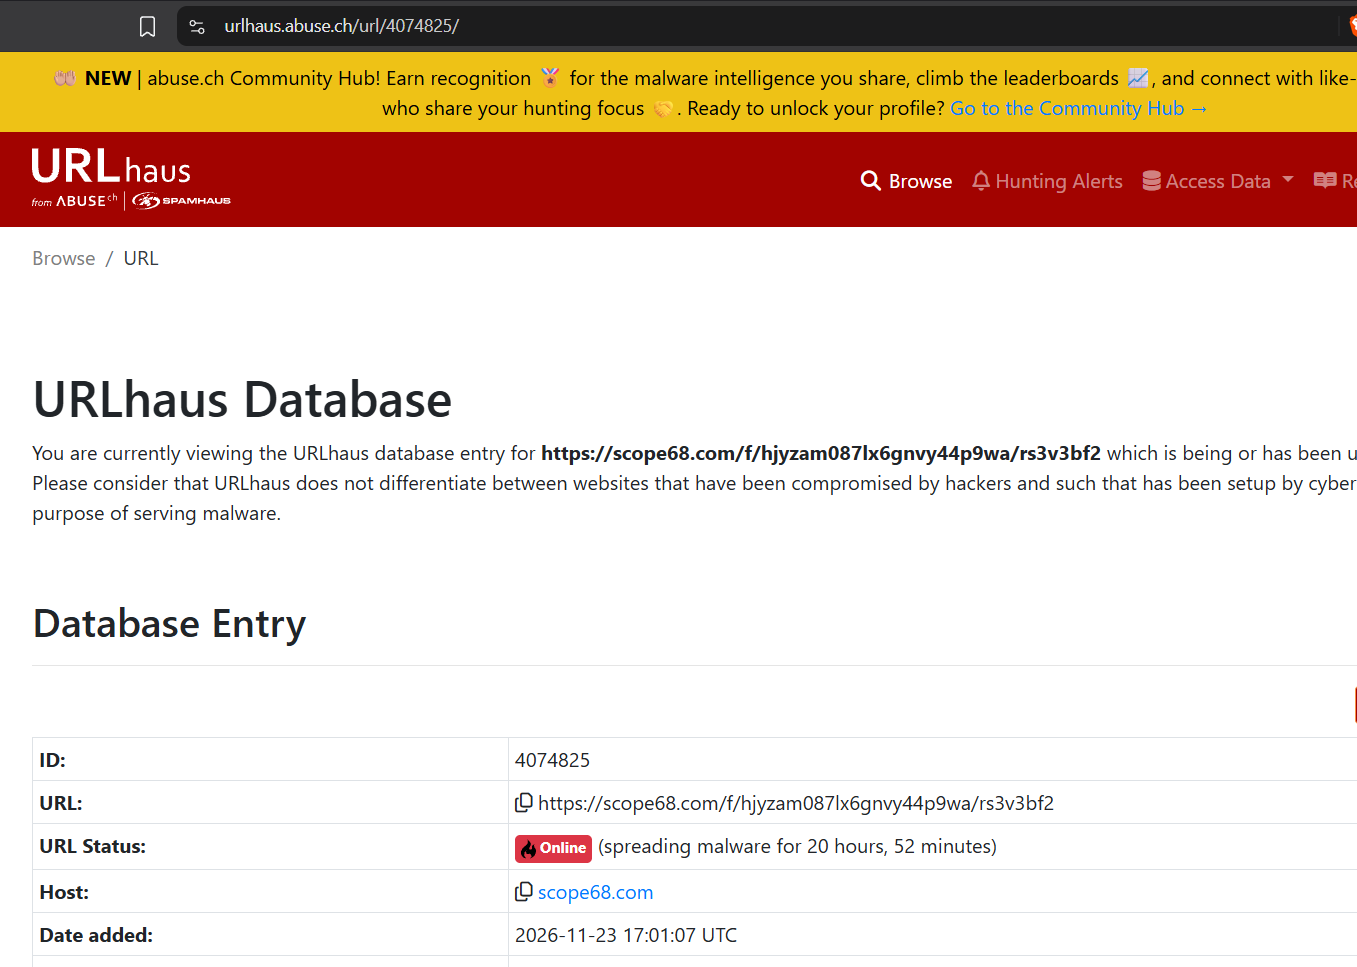 urlhaus.abuse.ch/url/4074825/
🤲🏼 NEW | abuse.ch Community Hub! Earn recognition 🏅 for the malware intelligence you share, climb the leaderboards 📈, and connect with like-
who share your hunting focus 🤝. Ready to unlock your profile? Go to the Community Hub →
URLhaus
from ABUSE ch | SPAMHAUS
Browse Hunting Alerts Access Data Re
Browse / URL
URLhaus Database
You are currently viewing the URLhaus database entry for https://scope68.com/f/hjyzam087lx6gnvy44p9wa/rs3v3bf2 which is being or has been u
Please consider that URLhaus does not differentiate between websites that have been compromised by hackers and such that has been setup by cyber
purpose of serving malware.
Database Entry
ID: 4074825
URL: https://scope68.com/f/hjyzam087lx6gnvy44p9wa/rs3v3bf2
URL Status: Online (spreading malware for 20 hours, 52 minutes)
Host: scope68.com
Date added: 2026-11-23 17:01:07 UTC